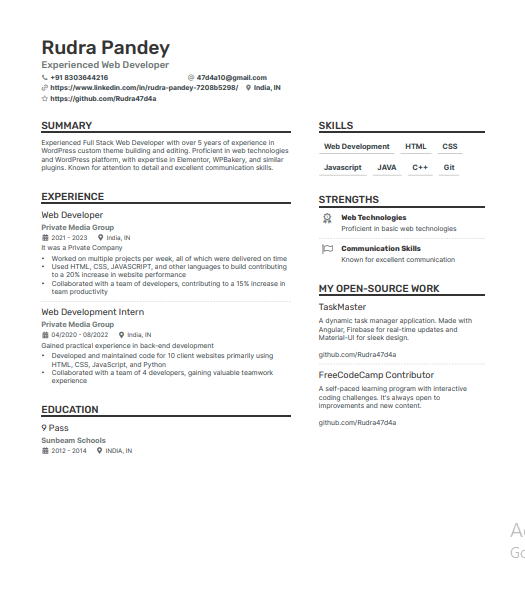 Rudra Pandey
Experienced Web Developer
+91 8303644216
@ 47d4a10@gmail.com
https://www.linkedin.com/in/rudra-pandey-7208b5298/
India, IN
https://github.com/Rudra47d4a
SUMMARY
Experienced Full Stack Web Developer with over 5 years of experience in
WordPress custom theme building and editing. Proficient in web technologies
and WordPress platform, with expertise in Elementor, WPBakery, and similar
plugins. Known for attention to detail and excellent communication skills.
EXPERIENCE
Web Developer
Private Media Group
2021 - 2023
India, IN
It was a Private Company
• Worked on multiple projects per week, all of which were delivered on time
• Used HTML, CSS, JAVASCRIPT, and other languages to build contributing
to a 20% increase in website performance
• Collaborated with a team of developers, contributing to a 15% increase in
team productivity
Web Development Intern
Private Media Group
04/2020 - 08/2022
India, IN
Gained practical experience in back-end development
• Developed and maintained code for 10 client websites primarily using
HTML, CSS, JavaScript, and Python
• Collaborated with a team of 4 developers, gaining valuable teamwork
experience
EDUCATION
9 Pass
Sunbeam Schools
2012 - 2014
INDIA, IN
SKILLS
Web Development HTML CSS
Javascript JAVA C++ Git
STRENGTHS
Web Technologies
Proficient in basic web technologies
Communication Skills
Known for excellent communication
MY OPEN-SOURCE WORK
TaskMaster
A dynamic task manager application. Made with
Angular, Firebase for real-time updates and
Material-UI for sleek design.
github.com/Rudra47d4a
FreeCodeCamp Contributor
A self-paced learning program with interactive
coding challenges. It's always open to
improvements and new content.
github.com/Rudra47d4a